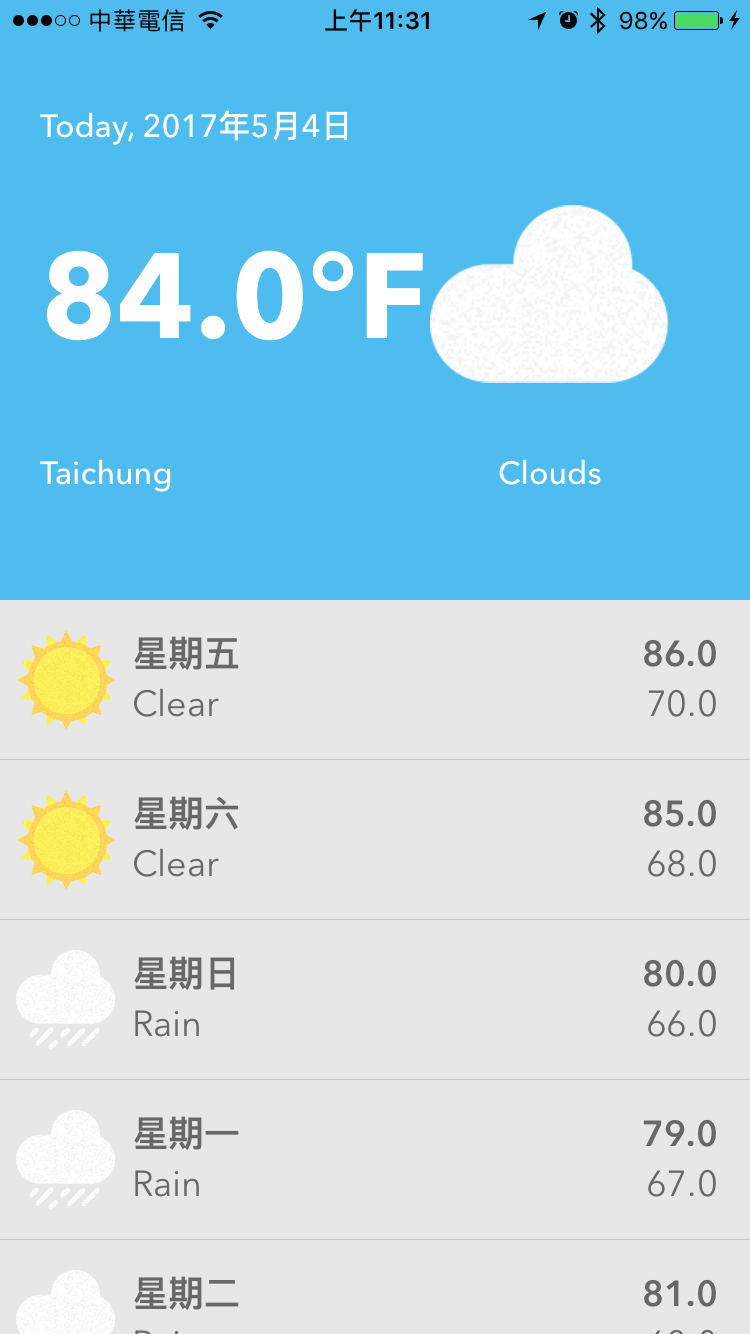 中華電信 上午11:31 98%
Today, 2017年5月4日
84.0°F
Taichung Clouds
星期五 86.0
Clear 70.0
星期六 85.0
Clear 68.0
星期日 80.0
Rain 66.0
星期一 79.0
Rain 67.0
星期二 81.0